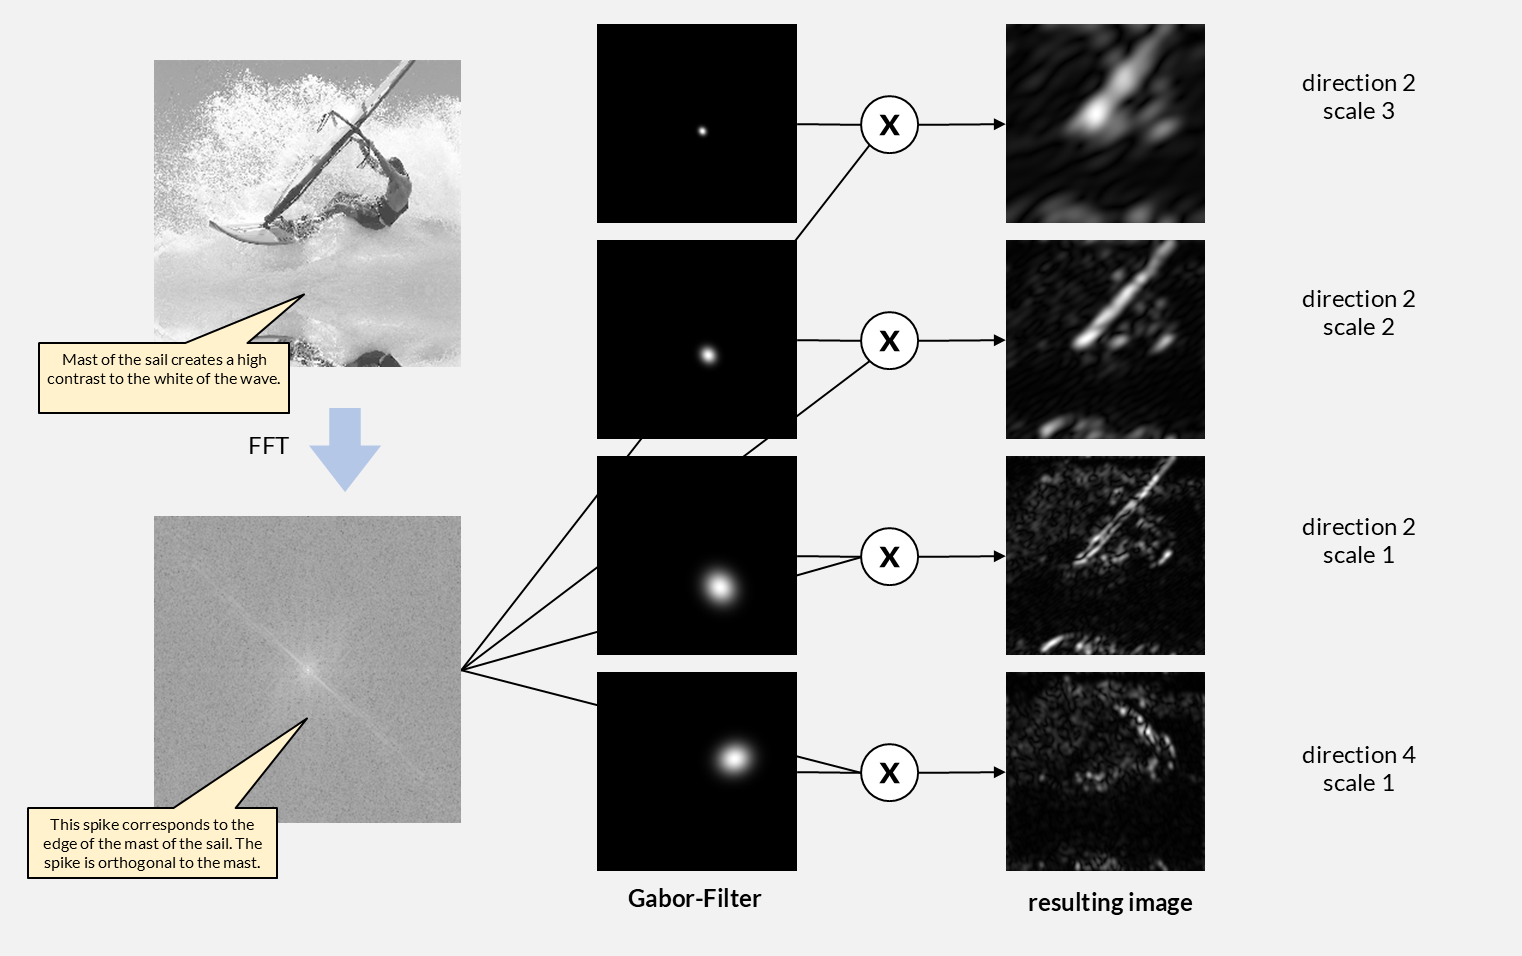 Mast of the sail creates a high
contrast to the white of the wave.
FFT
This spike corresponds to the
edge of the mast of the sail. The
spike is orthogonal to the mast.
X
X
X
X
Gabor-Filter
resulting image
direction 2
scale 3
direction 2
scale 2
direction 2
scale 1
direction 4
scale 1